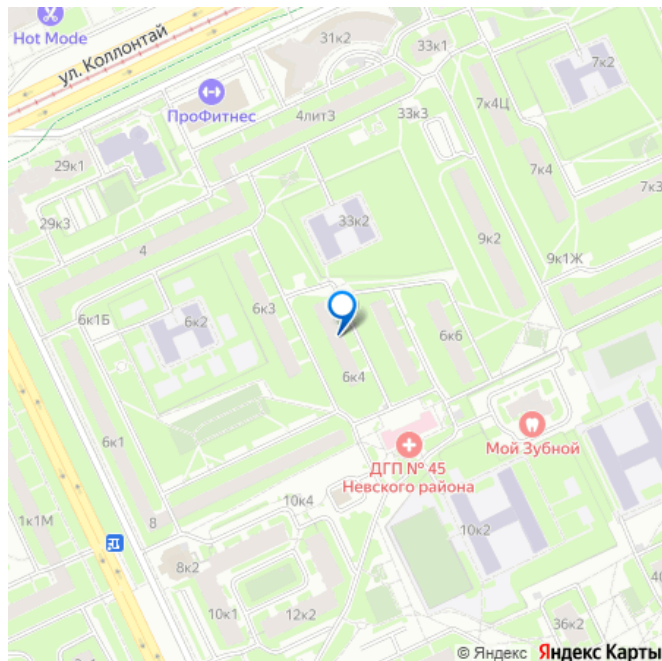 Hot Mode
ул. Коллонтай
31к2
33к1
7к2
ПроФитнес
4лит3
33к3
7к4Ц
29к1
7к4
7к3
29к3
33к2
9к2
4
9к1Ж
6к1Б
6к2
6к3
6к6
6к4
6к1
Мой Зубной
ДГП № 45
Невского района
10к4
1к1М
8
10к2
8к2
40
10к1
12к2
36к2
© Яндекс Яндекс Карты